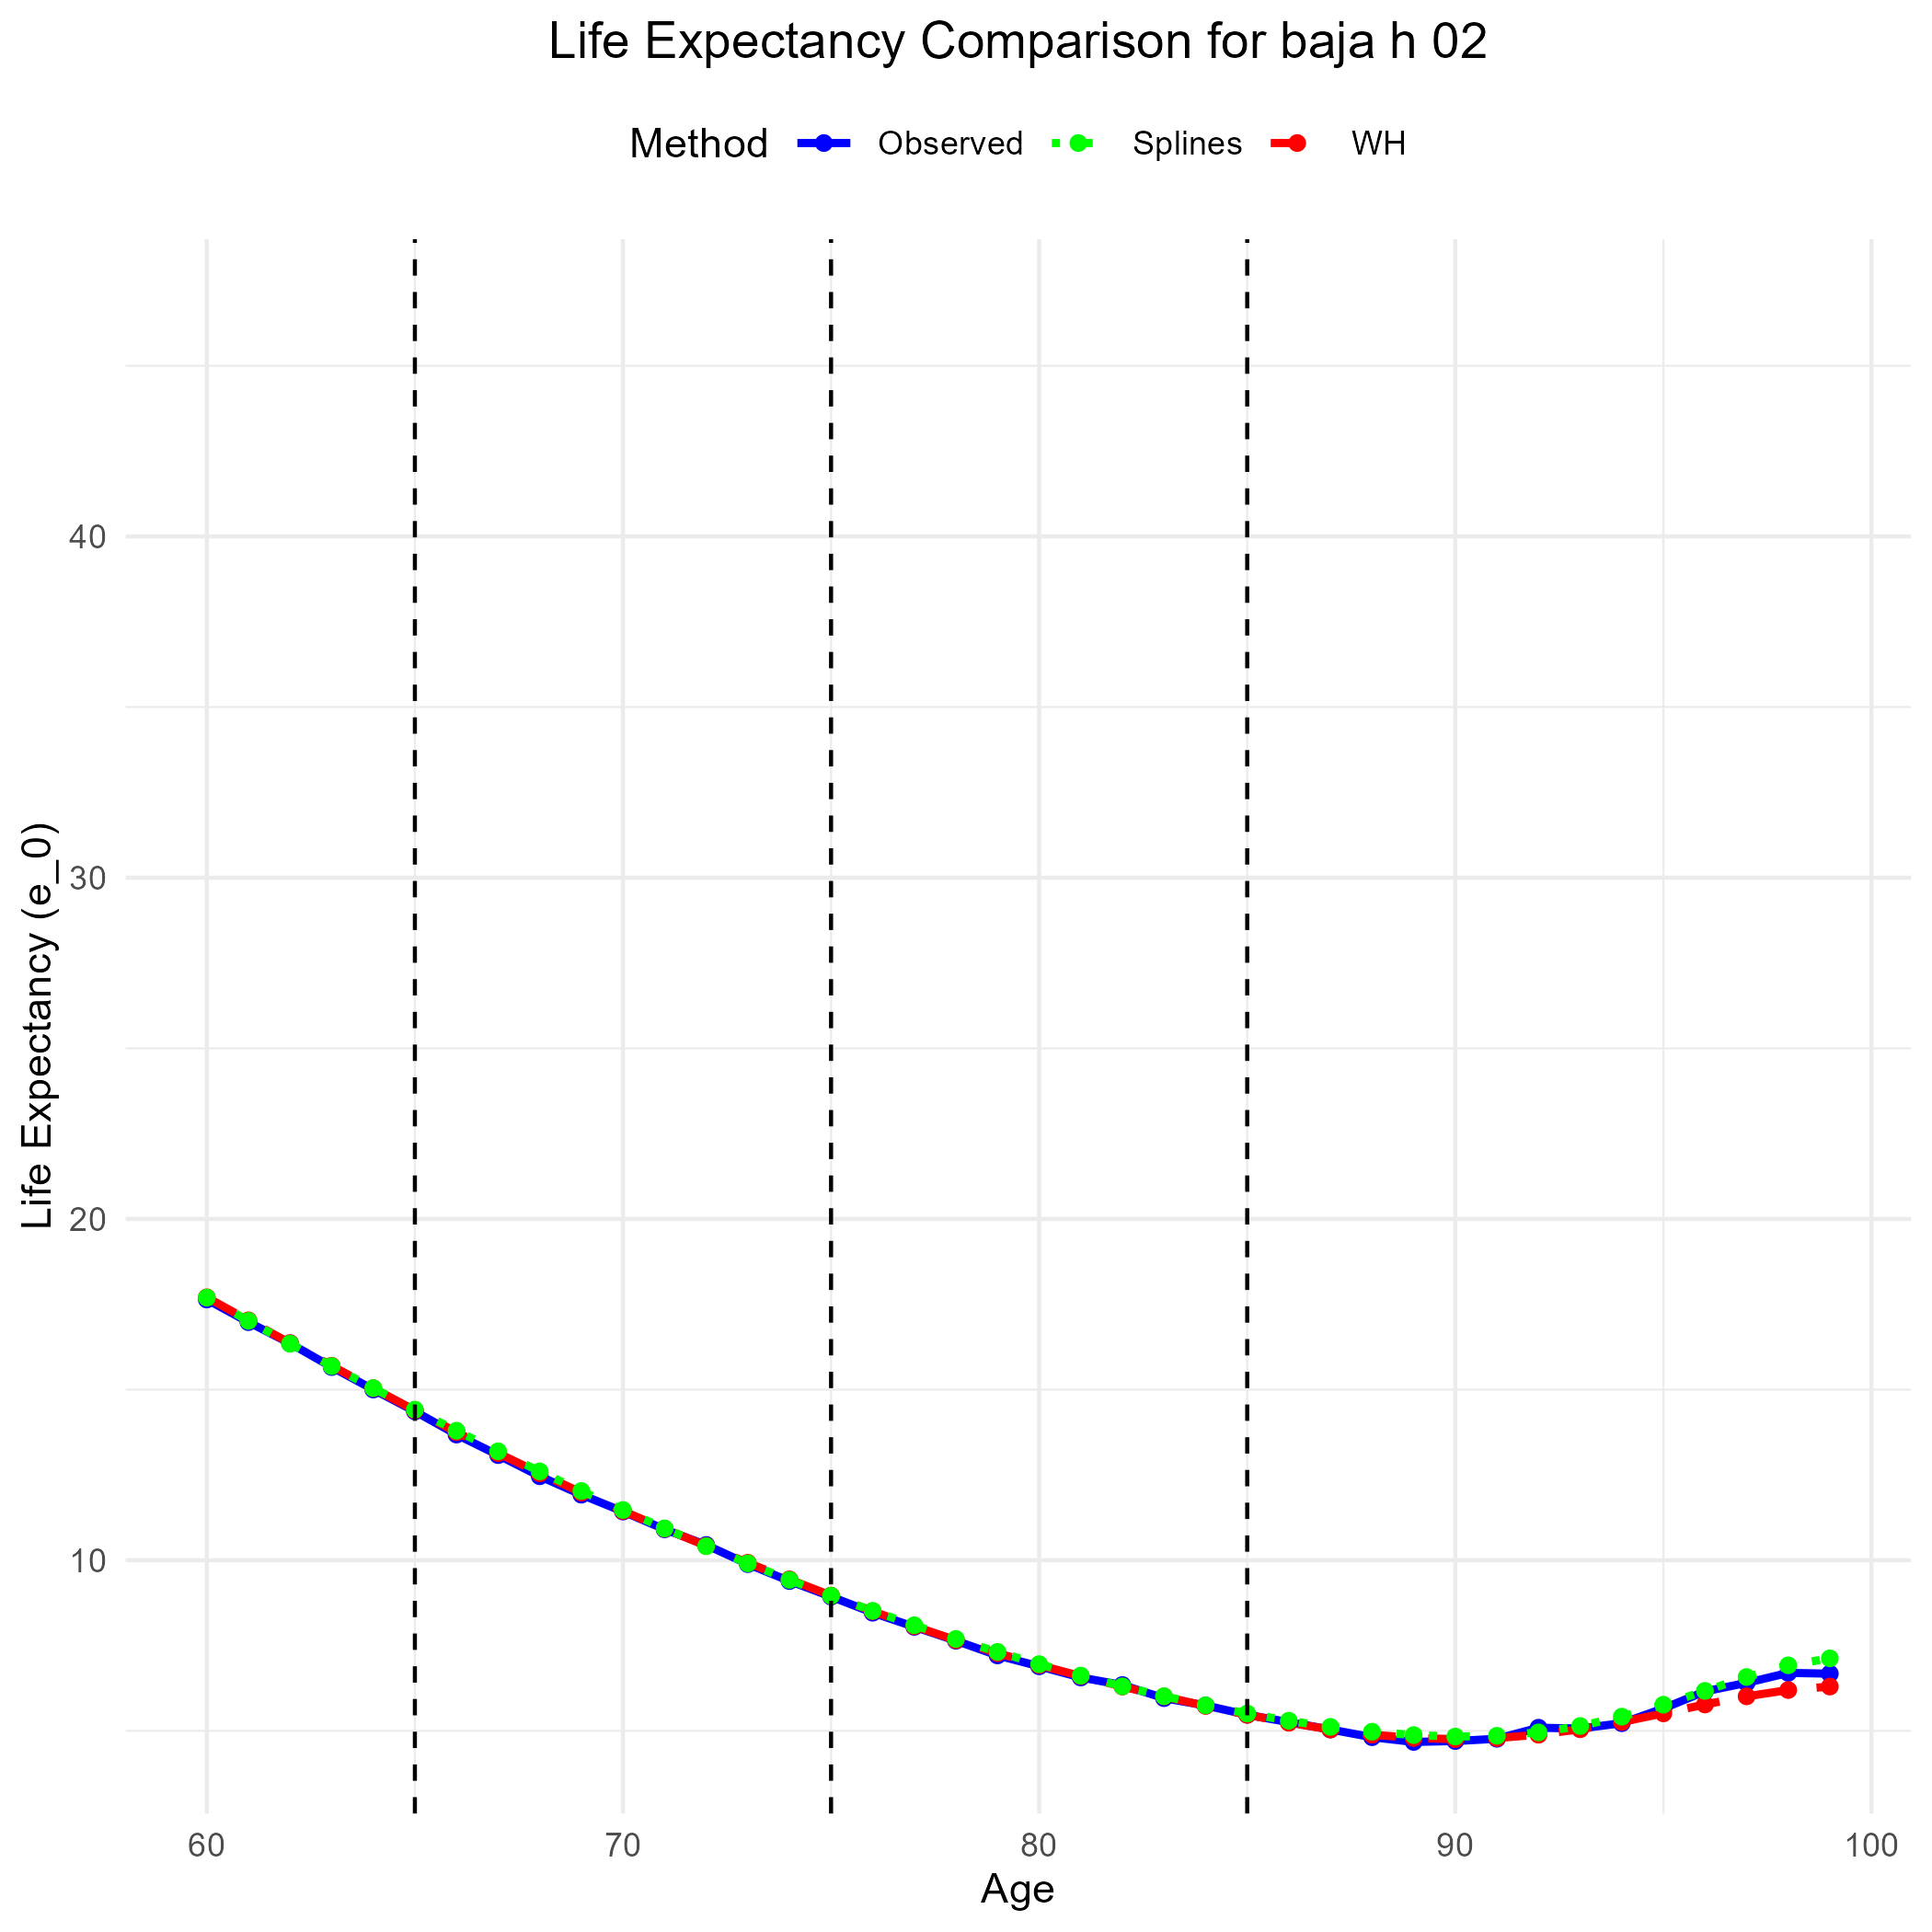 Life Expectancy Comparison for baja h 02
Method Observed Splines WH
Life Expectancy (e_0)
40
30
20
10
60 70 80 90 100
Age